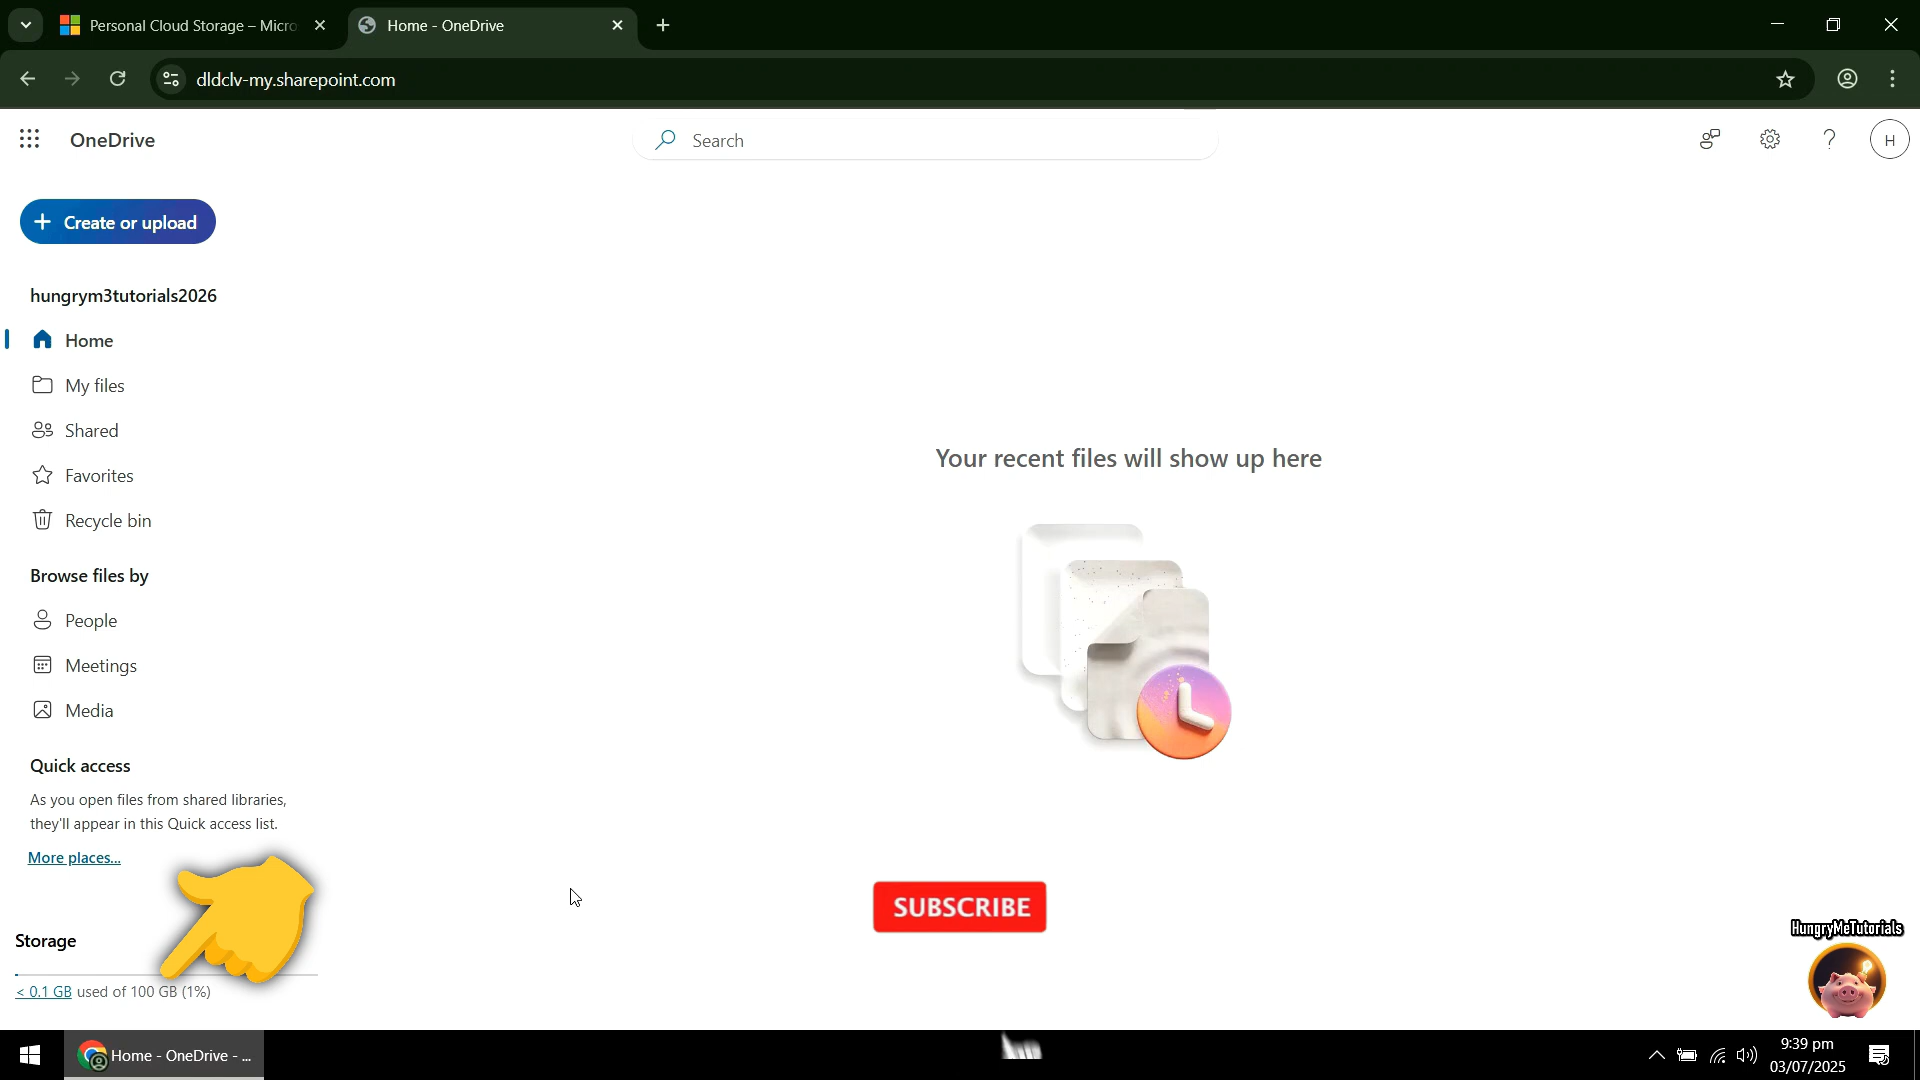 Personal Cloud Storage – Micro
Home - OneDrive
dldclv-my.sharepoint.com
OneDrive
Search
H
Create or upload
hungrym3tutorials2026
Home
My files
Shared
Favorites
Recycle bin
Browse files by
People
Meetings
Media
Quick access
As you open files from shared libraries,
they'll appear in this Quick access list.
More places...
Storage
< 0.1 GB used of 100 GB (1%)
Your recent files will show up here
SUBSCRIBE
HungryMeTutorials
Home - OneDrive - ...
9:39 pm
03/07/2025